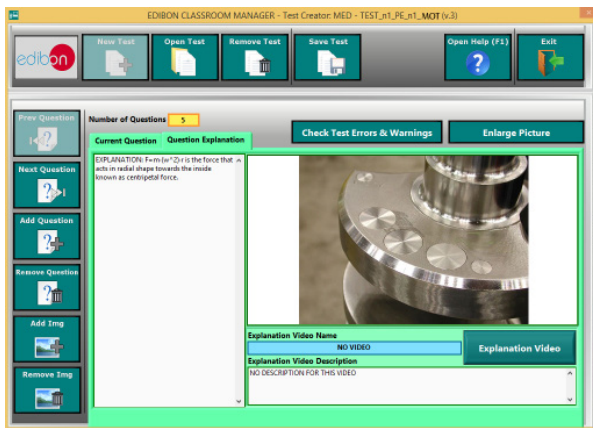 EDIBON CLASSROOM MANAGER - Test Creator: MED - TEST_n1_PE_n1_MOT (v.3)
edibon
New Test
Open Test
Remove Test
Save Test
Open Help (F1)
Exit
Prev Question
Next Question
Add Question
Remove Question
Add Img
Remove Img
Number of Questions 5
Current Question Question Explanation
Check Test Errors & Warnings
Enlarge Picture
EXPLANATION: F=m·(w^2)·r is the force that
acts in radial shape towards the inside
known as centripetal force.
Explanation Video Name
NO VIDEO
Explanation Video
Explanation Video Description
NO DESCRIPTION FOR THIS VIDEO